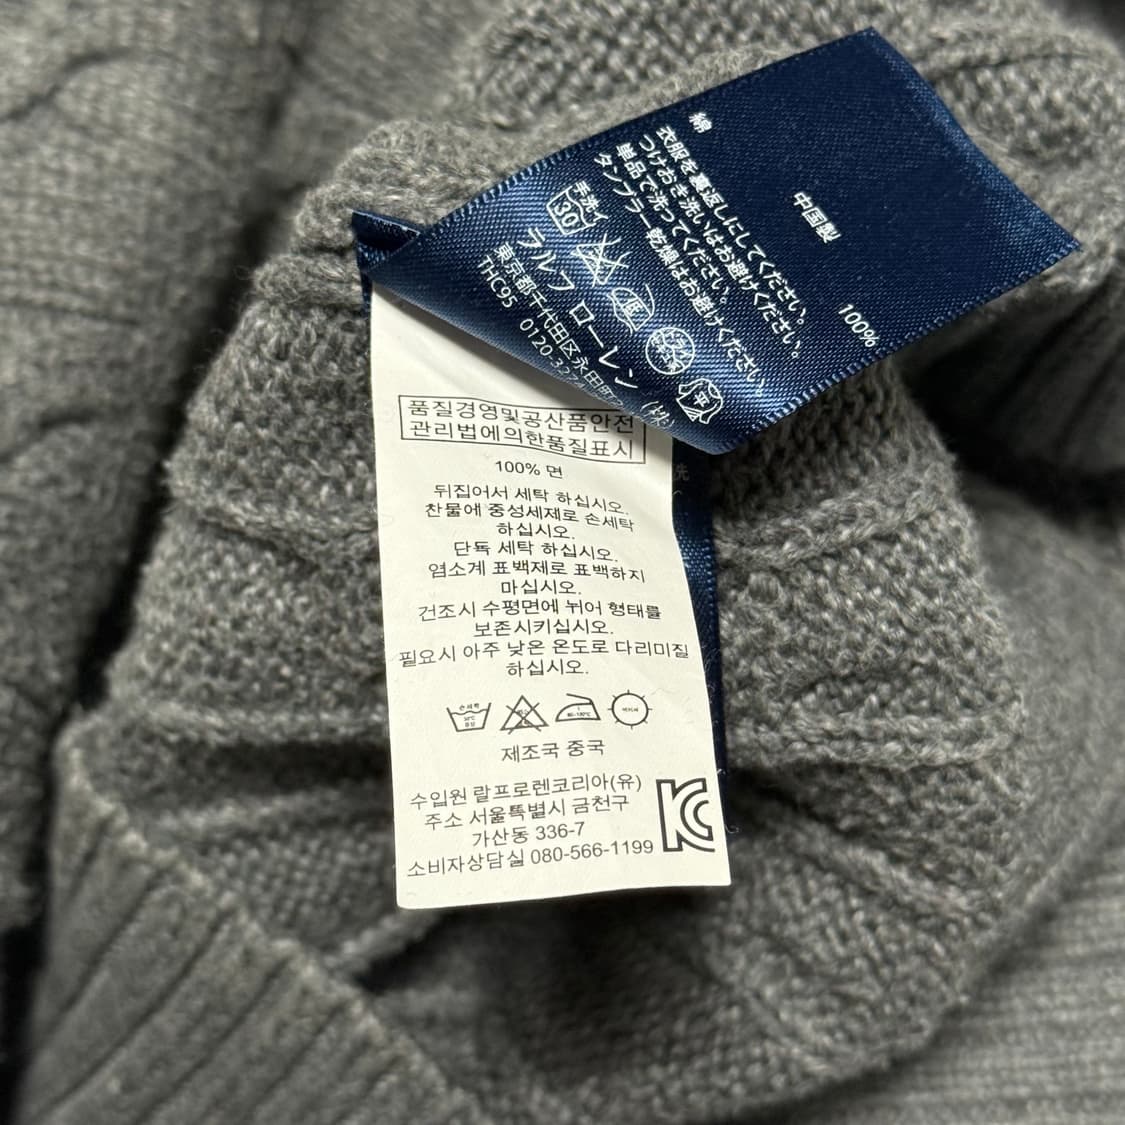 綿 100%
衣服を裏返しにしてください。
つけおき洗いはお避けください。
単品で洗ってください。
タンブラー乾燥はお避けください。
中国製
手洗イ
30
ラルフ ローレン (株)
東京都千代田区永田町
THC95 0120-3274
품질경영및공산품안전
관리법에의한품질표시
100% 면
뒤집어서 세탁 하십시오.
찬물에 중성세제로 손세탁
하십시오.
단독 세탁 하십시오.
염소계 표백제로 표백하지
마십시오.
건조시 수평면에 뉘어 형태를
보존시키십시오.
필요시 아주 낮은 온도로 다리미질
하십시오.
제조국 중국
수입원 랄프로렌코리아(유)
주소 서울특별시 금천구
가산동 336-7
소비자상담실 080-566-1199